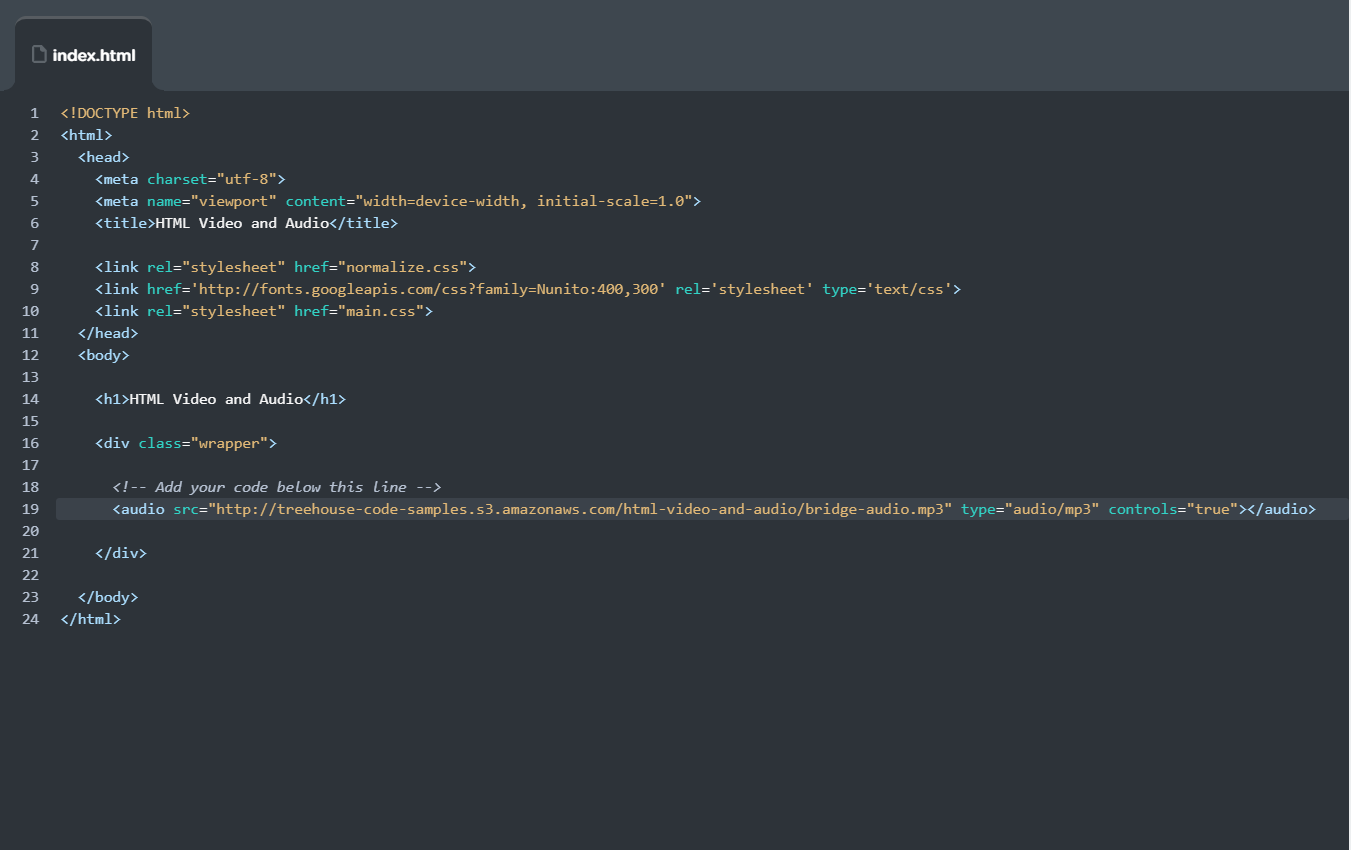 index.html
1 <!DOCTYPE html>
2 <html>
3   <head>
4     <meta charset="utf-8">
5     <meta name="viewport" content="width=device-width, initial-scale=1.0">
6     <title>HTML Video and Audio</title>
7
8     <link rel="stylesheet" href="normalize.css">
9     <link href='http://fonts.googleapis.com/css?family=Nunito:400,300' rel='stylesheet' type='text/css'>
10     <link rel="stylesheet" href="main.css">
11   </head>
12   <body>
13
14     <h1>HTML Video and Audio</h1>
15
16     <div class="wrapper">
17
18       <!-- Add your code below this line -->
19       <audio src="http://treehouse-code-samples.s3.amazonaws.com/html-video-and-audio/bridge-audio.mp3" type="audio/mp3" controls="true"></audio>
20
21     </div>
22
23   </body>
24 </html>